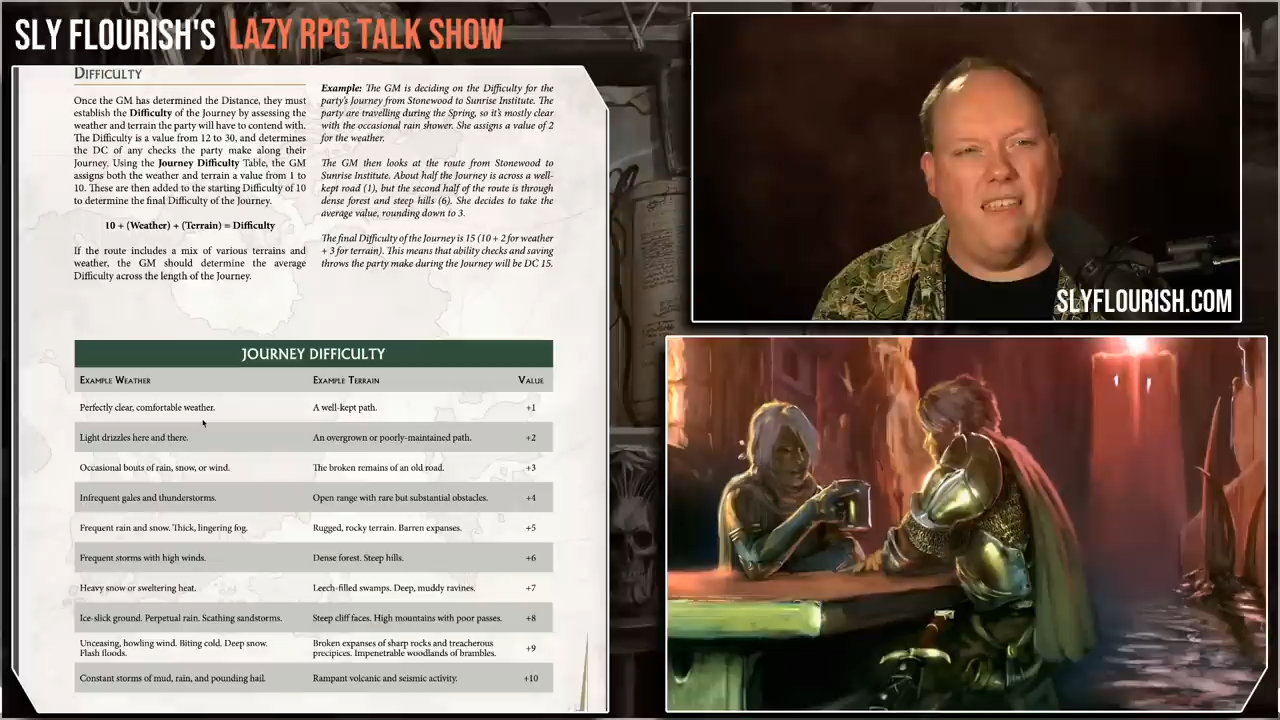 SLY FLOURISH'S LAZY RPG TALK SHOW
DIFFICULTY
Once the GM has determined the Distance, they must
establish the Difficulty of the Journey by assessing the
weather and terrain the party will have to contend with.
The Difficulty is a value from 12 to 30, and determines
the DC of any checks the party make along their
Journey. Using the Journey Difficulty Table, the GM
assigns both the weather and terrain a value from 1 to
10. These are then added to the starting Difficulty of 10
to determine the final Difficulty of the Journey.
10 + (Weather) + (Terrain) = Difficulty
If the route includes a mix of various terrains and
weather, the GM should determine the average
Difficulty across the length of the Journey.
Example: The GM is deciding on the Difficulty for the
party's Journey from Stonewood to Sunrise Institute. The
party are travelling during the Spring, so it's mostly clear
with the occasional rain shower. She assigns a value of 2
for the weather.
The GM then looks at the route from Stonewood to
Sunrise Institute. About half the Journey is across a well-
kept road (1), but the second half of the route is through
dense forest and steep hills (6). She decides to take the
average value, rounding down to 3.
The final Difficulty of the Journey is 15 (10 + 2 for weather
+ 3 for terrain). This means that ability checks and saving
throws the party make during the Journey will be DC 15.
JOURNEY DIFFICULTY
EXAMPLE WEATHER EXAMPLE TERRAIN VALUE
Perfectly clear, comfortable weather. A well-kept path. +1
Light drizzles here and there. An overgrown or poorly-maintained path. +2
Occasional bouts of rain, snow, or wind. The broken remains of an old road. +3
Infrequent gales and thunderstorms. Open range with rare but substantial obstacles. +4
Frequent rain and snow. Thick, lingering fog. Rugged, rocky terrain. Barren expanses. +5
Frequent storms with high winds. Dense forest. Steep hills. +6
Heavy snow or sweltering heat. Leech-filled swamps. Deep, muddy ravines. +7
Ice-slick ground. Perpetual rain. Scathing sandstorms. Steep cliff faces. High mountains with poor passes. +8
Unceasing, howling wind. Biting cold. Deep snow. Broken expanses of sharp rocks and treacherous
Flash floods. precipices. Impenetrable woodlands of brambles. +9
Constant storms of mud, rain, and pounding hail. Rampant volcanic and seismic activity. +10
SLYFLOURISH.COM